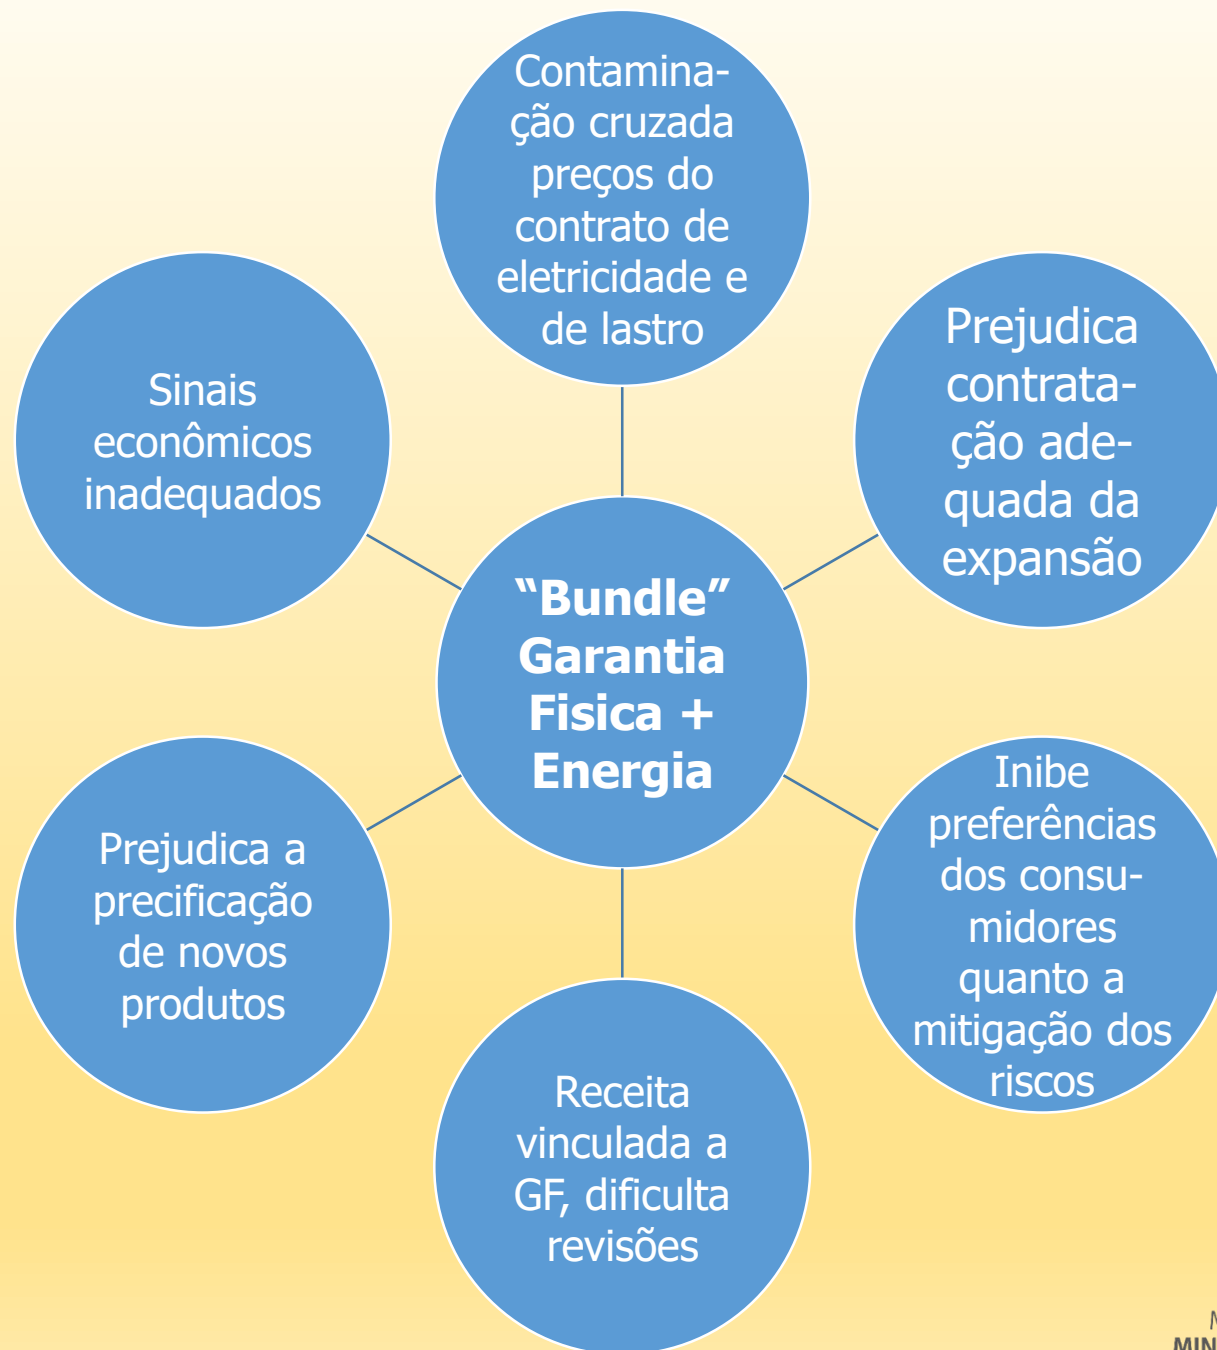 Contamina-
ção cruzada
preços do
contrato de
eletricidade e
de lastro
Prejudica
contrata-
ção ade-
quada da
expansão
Inibe
preferências
dos consu-
midores
quanto a
mitigação dos
riscos
Receita
vinculada a
GF, dificulta
revisões
Prejudica a
precificação
de novos
produtos
Sinais
econômicos
inadequados
“Bundle”
Garantia
Fisica +
Energia